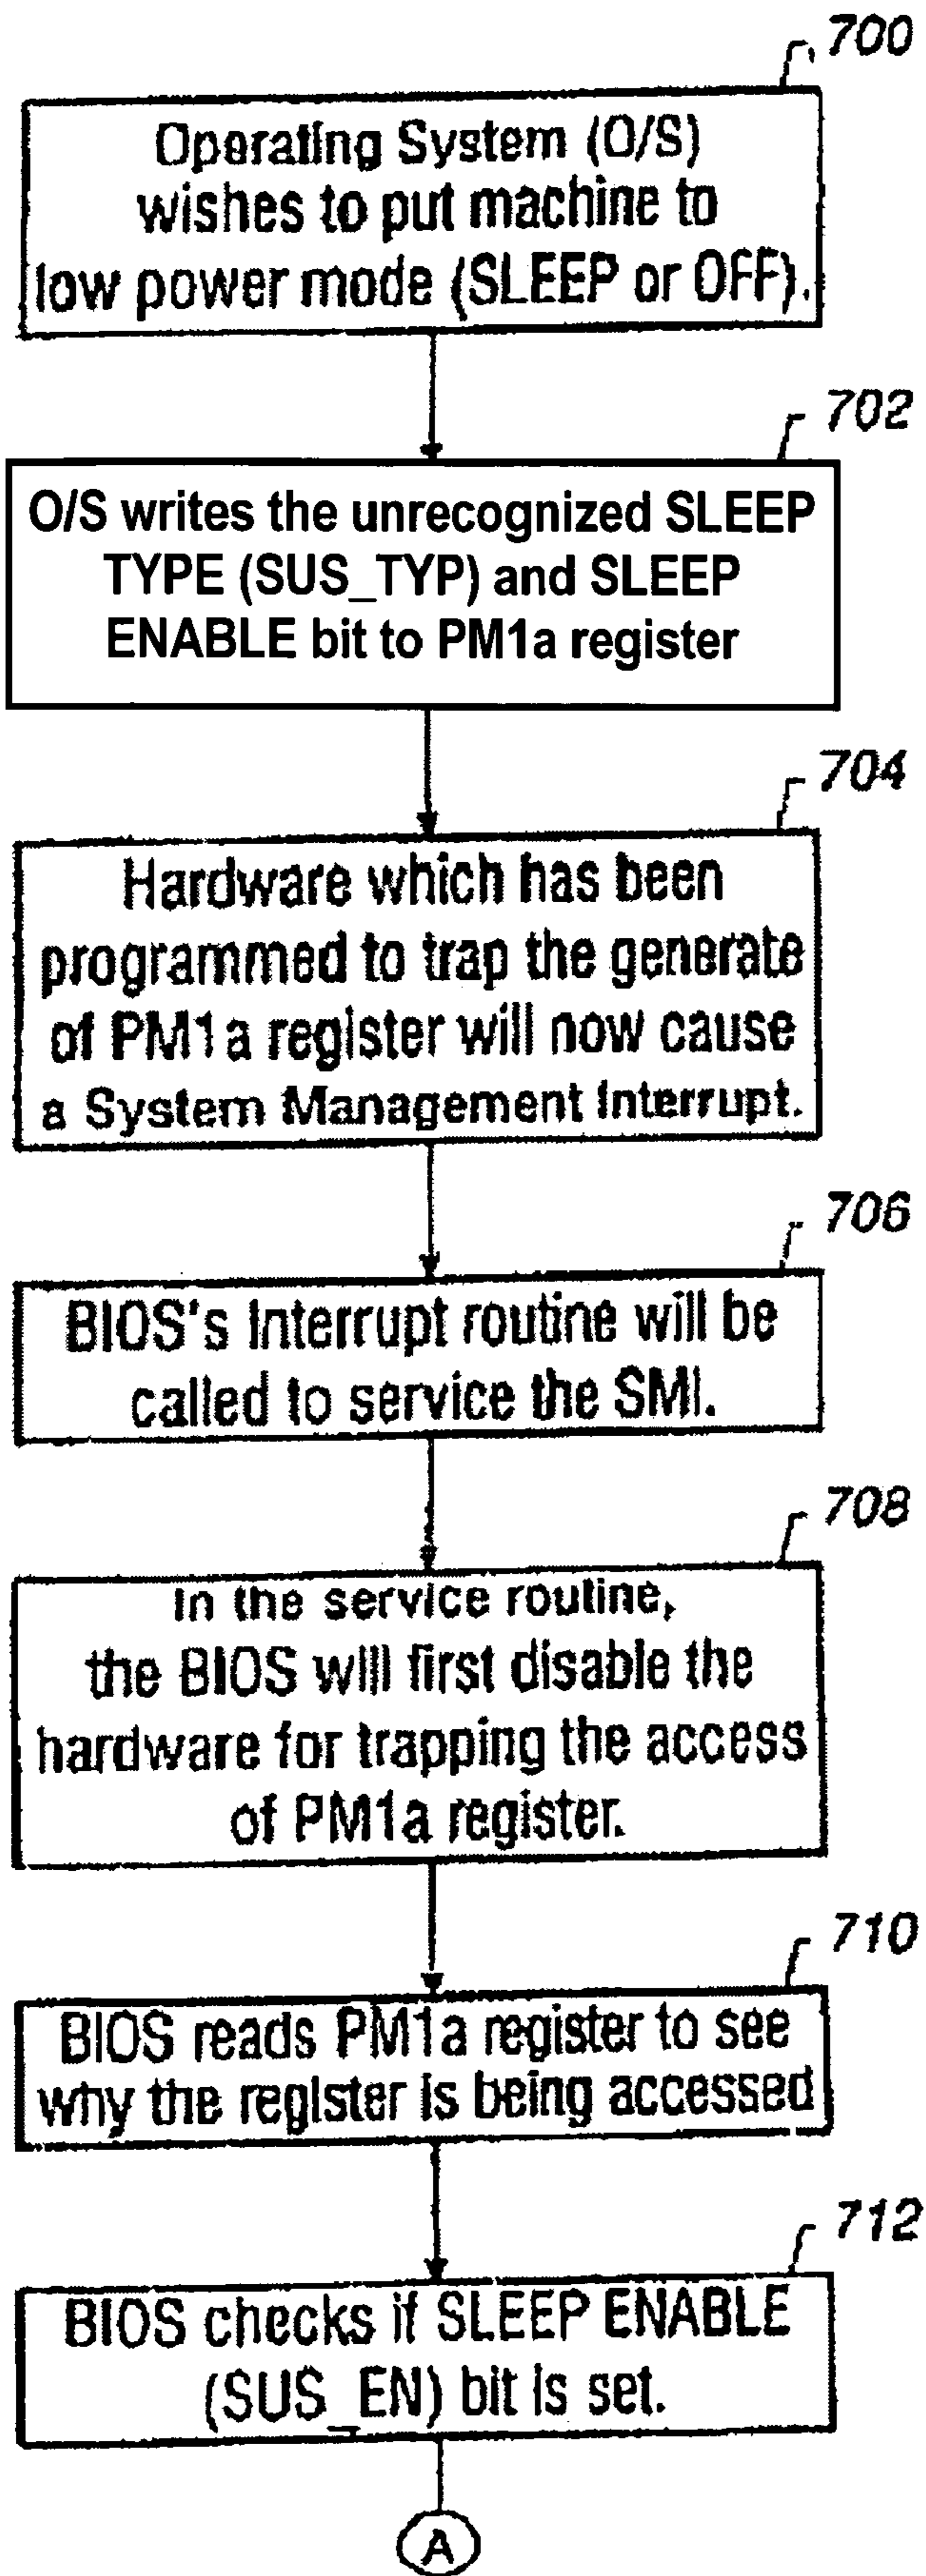 700
Operating System (O/S)
wishes to put machine to
low power mode (SLEEP or OFF).
702
O/S writes the unrecognized SLEEP
TYPE (SUS_TYP) and SLEEP
ENABLE bit to PM1a register
704
Hardware which has been
programmed to trap the generate
of PM1a register will now cause
a System Management Interrupt.
706
BIOS's Interrupt routine will be
called to service the SMI.
708
In the service routine,
the BIOS will first disable the
hardware for trapping the access
of PM1a register.
710
BIOS reads PM1a register to see
why the register is being accessed
712
BIOS checks if SLEEP ENABLE
(SUS_EN) bit is set.
A